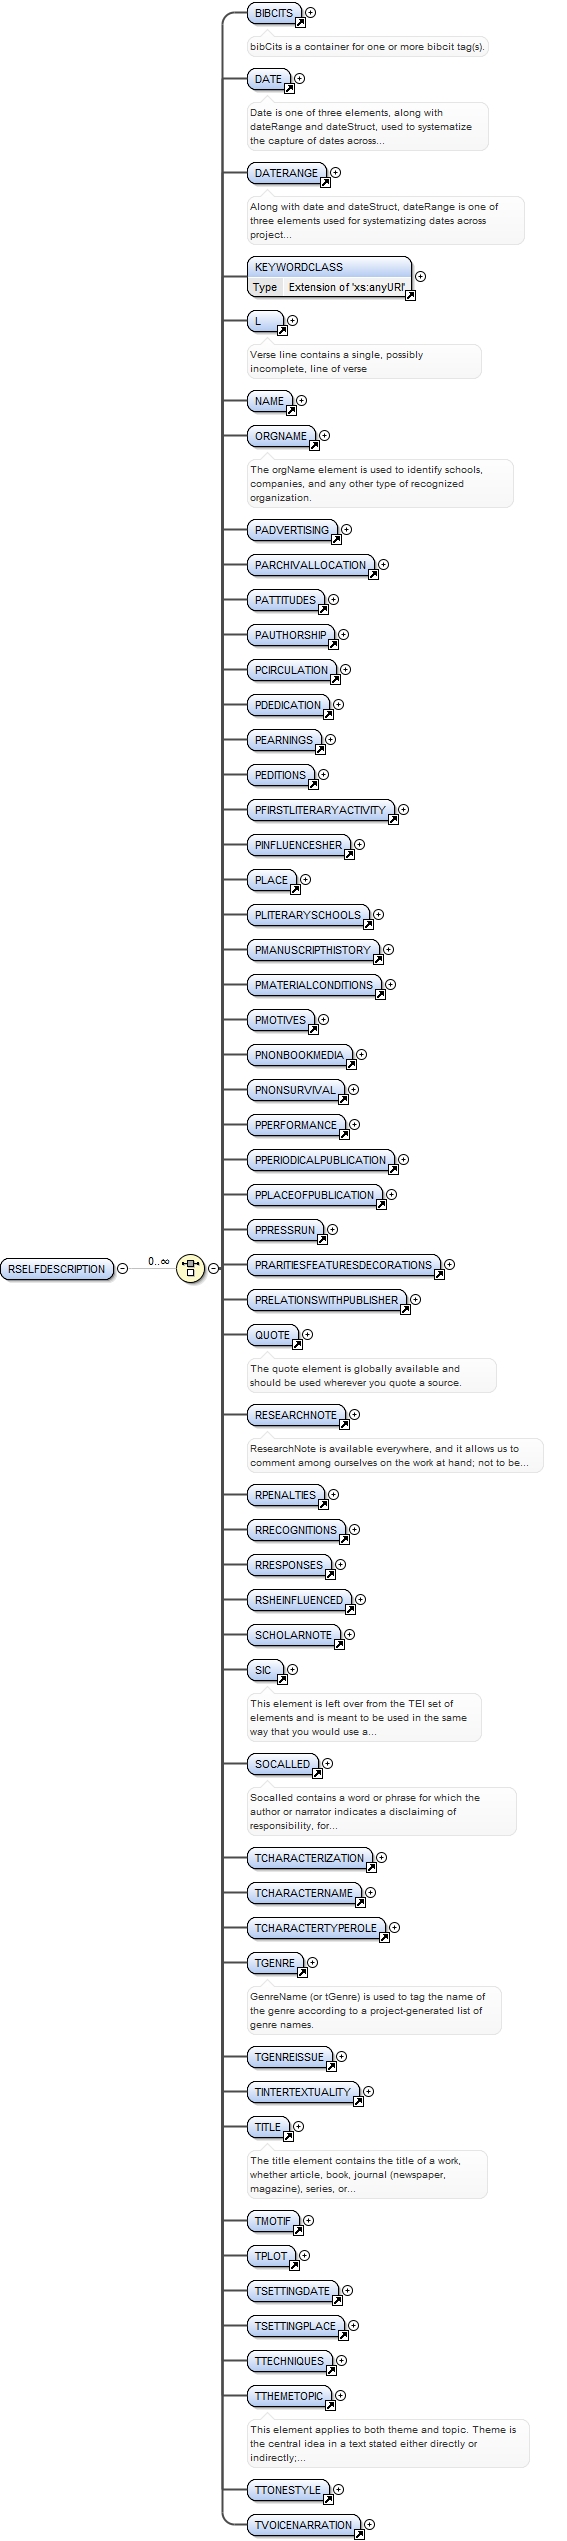 BIBCITS
bibCits is a container for one or more bibcit tag(s).
DATE
Date is one of three elements, along with
dateRange and dateStruct, used to systematize
the capture of dates across...
DATERANGE
Along with date and dateStruct, dateRange is one of
three elements used for systematizing dates across
project...
KEYWORDCLASS
Type Extension of 'xs:anyURI'
L
Verse line contains a single, possibly
incomplete, line of verse
NAME
ORGNAME
The orgName element is used to identify schools,
companies, and any other type of recognized
organization.
PADVERTISING
PARCHIVALLOCATION
PATTITUDES
PAUTHORSHIP
PCIRCULATION
PDEDICATION
PEARNINGS
PEDITIONS
PFIRSTLITERARYACTIVITY
PINFLUENCESHER
PLACE
PLITERARYSCHOOLS
PMANUSCRIPTHISTORY
PMATERIALCONDITIONS
PMOTIVES
PNONBOOKMEDIA
PNONSURVIVAL
PPERFORMANCE
PPERIODICALPUBLICATION
PPLACEOFPUBLICATION
PPRESSRUN
RSELFDESCRIPTION 0..∞
PRARITIESFEATURESDECORATIONS
PRELATIONSWITHPUBLISHER
QUOTE
The quote element is globally available and
should be used wherever you quote a source.
RESEARCHNOTE
ResearchNote is available everywhere, and it allows us to
comment among ourselves on the work at hand; not to be...
RPENALTIES
RRECOGNITIONS
RRESPONSES
RSHEINFLUENCED
SCHOLARNOTE
SIC
This element is left over from the TEI set of
elements and is meant to be used in the same
way that you would use a...
SOCALLED
Socalled contains a word or phrase for which the
author or narrator indicates a disclaiming of
responsibility, for...
TCHARACTERIZATION
TCHARACTERNAME
TCHARACTERTYPEROLE
TGENRE
GenreName (or tGenre) is used to tag the name of
the genre according to a project-generated list of
genre names.
TGENREISSUE
TINTERTEXTUALITY
TITLE
The title element contains the title of a work,
whether article, book, journal (newspaper,
magazine), series, or...
TMOTIF
TPLOT
TSETTINGDATE
TSETTINGPLACE
TTECHNIQUES
TTHEMETOPIC
This element applies to both theme and topic. Theme is
the central idea in a text stated either directly or
indirectly;...
TTONESTYLE
TVOICENARRATION